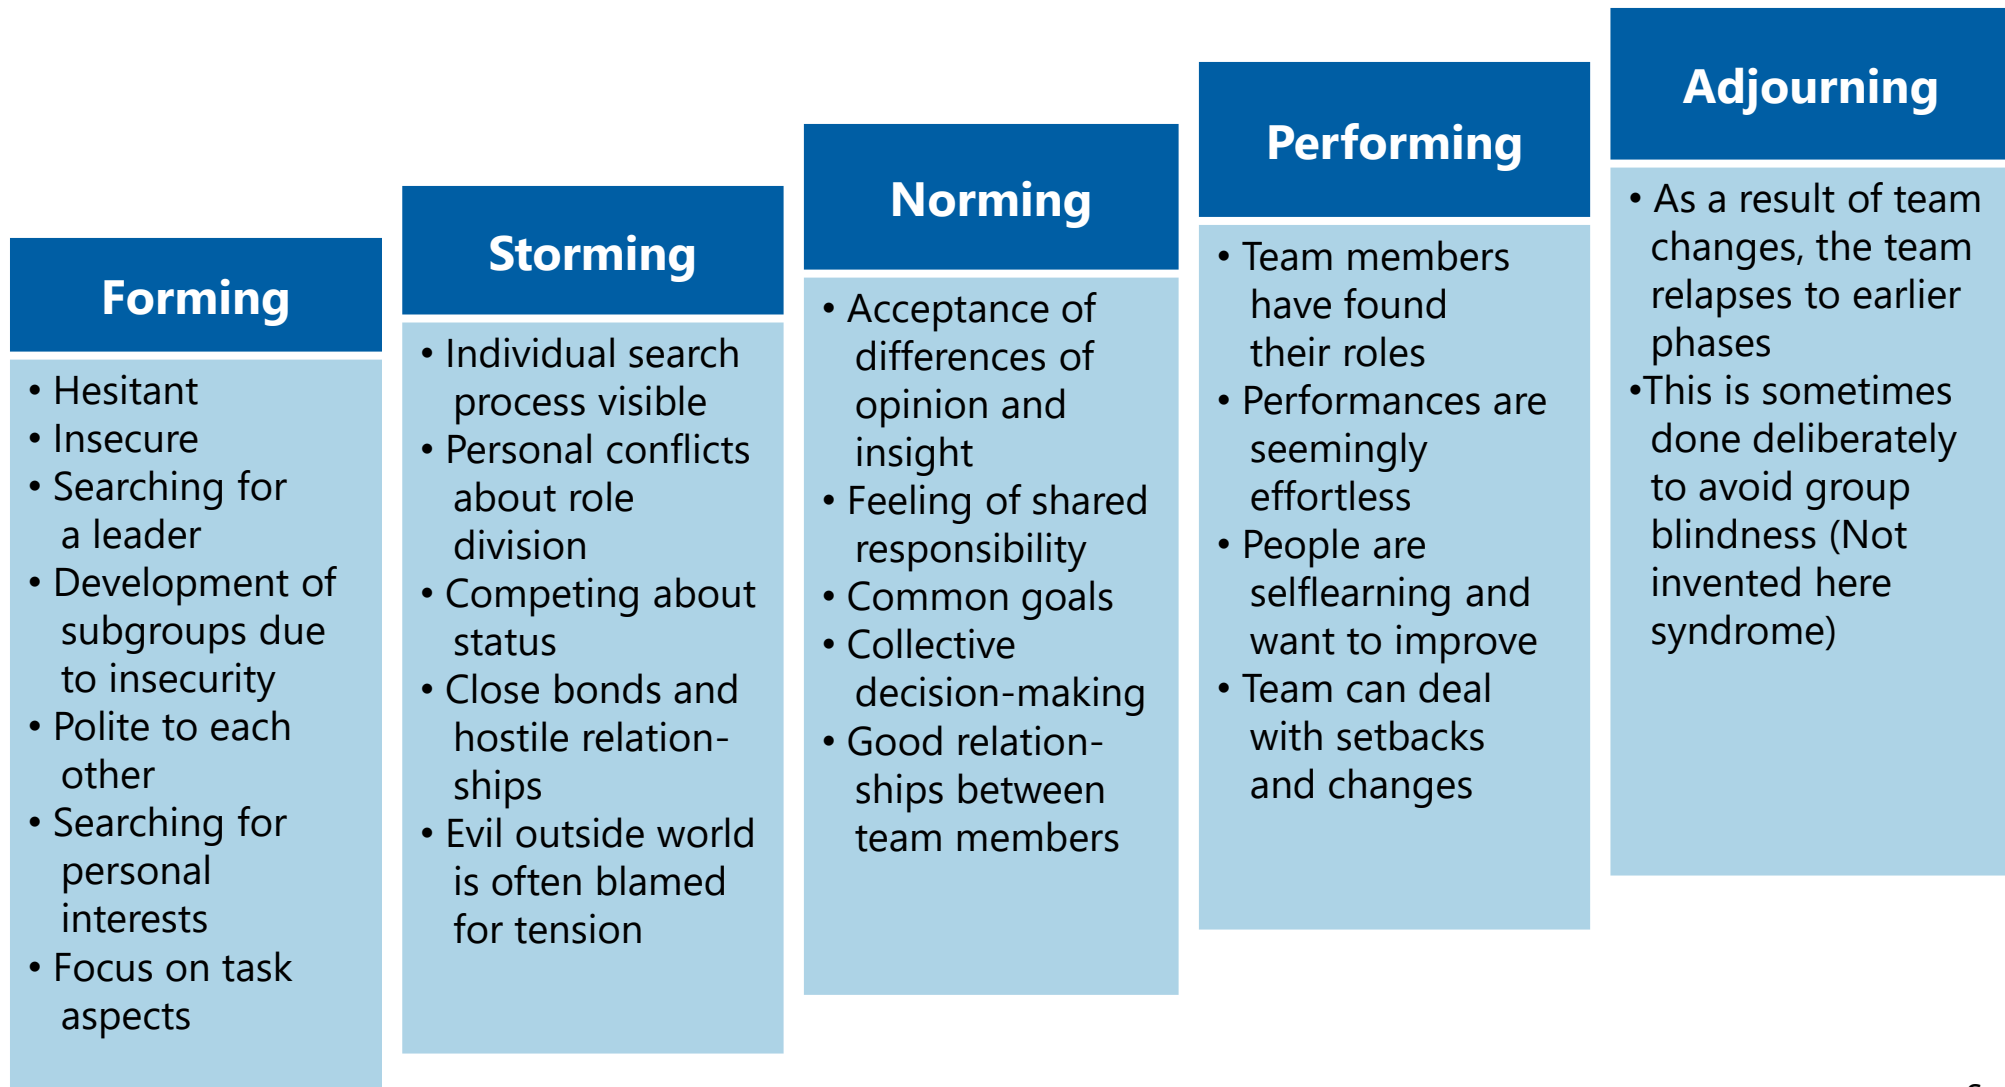 Forming
• Hesitant
• Insecure
• Searching for
a leader
• Development of
subgroups due
to insecurity
• Polite to each
other
• Searching for
personal
interests
• Focus on task
aspects
Storming
• Individual search
process visible
• Personal conflicts
about role
division
• Competing about
status
• Close bonds and
hostile relation-
ships
• Evil outside world
is often blamed
for tension
Norming
• Acceptance of
differences of
opinion and
insight
• Feeling of shared
responsibility
• Common goals
• Collective
decision-making
• Good relation-
ships between
team members
Performing
• Team members
have found
their roles
• Performances are
seemingly
effortless
• People are
selflearning and
want to improve
• Team can deal
with setbacks
and changes
Adjourning
• As a result of team
changes, the team
relapses to earlier
phases
•This is sometimes
done deliberately
to avoid group
blindness (Not
invented here
syndrome)